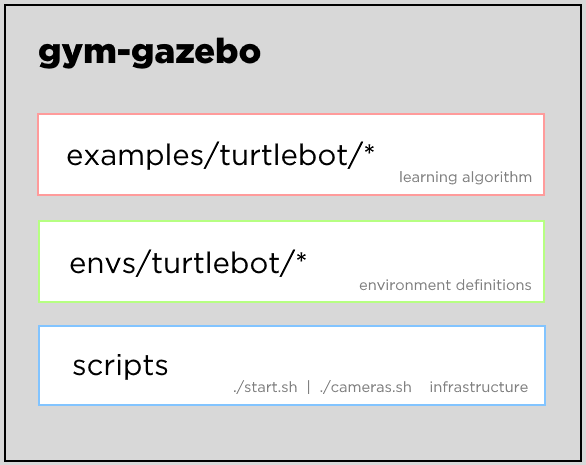 gym-gazebo
examples/turtlebot/*
learning algorithm
envs/turtlebot/*
environment definitions
scripts
./start.sh | ./cameras.sh infrastructure